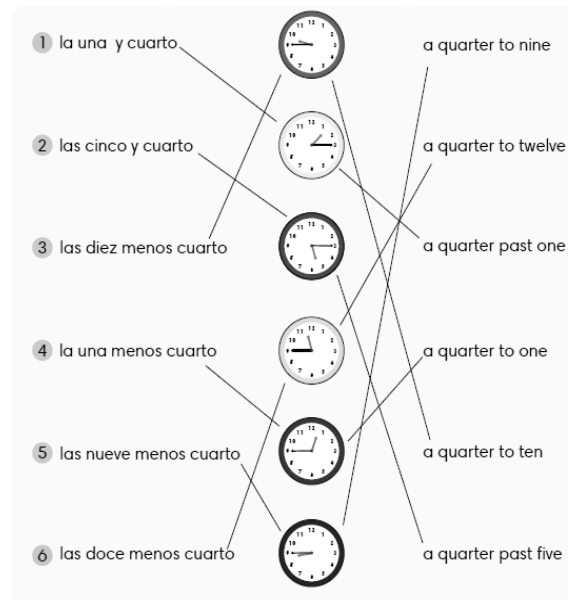 1 la una y cuarto
a quarter to nine
2 las cinco y cuarto
a quarter to twelve
3 las diez menos cuarto
a quarter past one
4 la una menos cuarto
a quarter to one
5 las nueve menos cuarto
a quarter to ten
6 las doce menos cuarto
a quarter past five